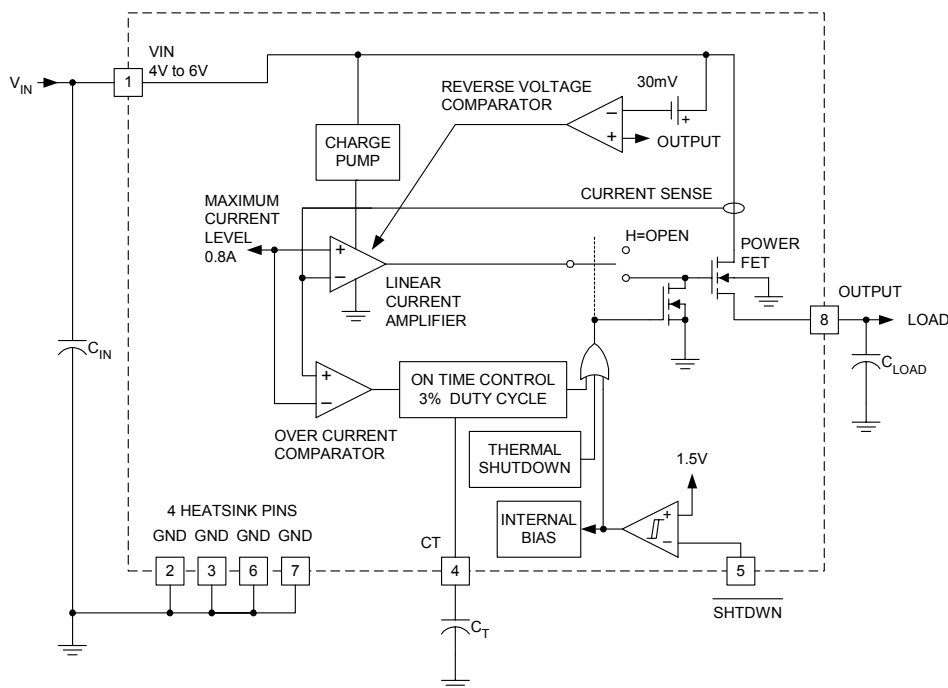 VIN
4V to 6V
V_IN
1
30mV
REVERSE VOLTAGE
COMPARATOR
−
+
+
OUTPUT
CHARGE
PUMP
CURRENT SENSE
MAXIMUM
CURRENT
LEVEL
0.8A
+
−
H=OPEN
POWER
FET
LINEAR
CURRENT
AMPLIFIER
OUTPUT
8
LOAD
C_IN
C_LOAD
+
−
ON TIME CONTROL
3% DUTY CYCLE
OVER CURRENT
COMPARATOR
THERMAL
SHUTDOWN
1.5V
4 HEATSINK PINS
GND GND GND GND
INTERNAL
BIAS
+
−
CT
2 3 6 7
4
5
SHTDWN
C_T